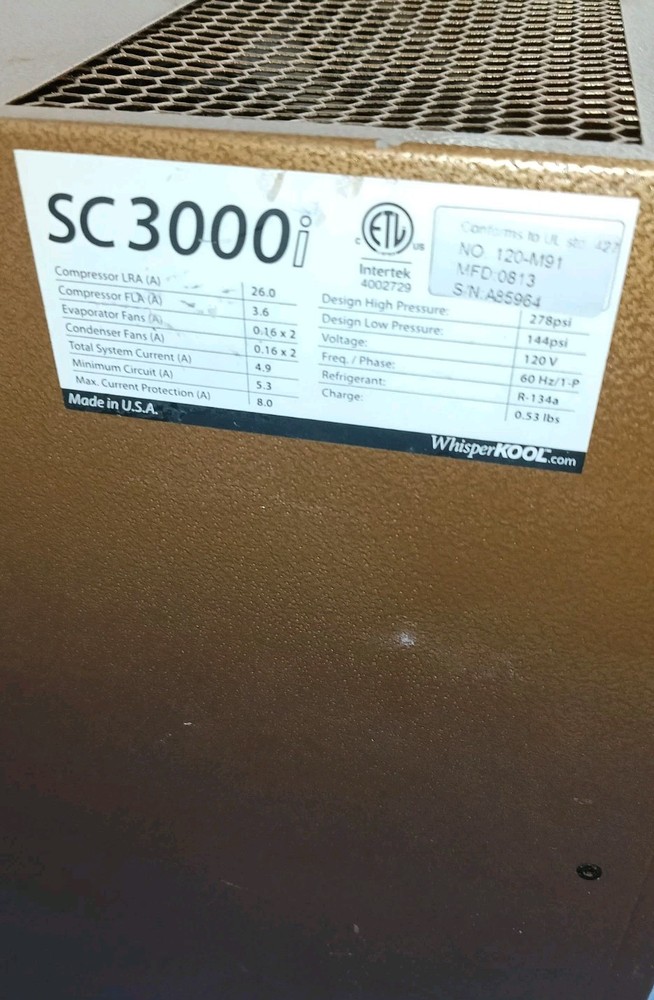 SC3000i
Compressor LRA (A) 26.0
Compressor FLA (A) 3.6
Evaporator Fans (A) 0.16 x 2
Condenser Fans (A) 0.16 x 2
Total System Current (A) 4.9
Minimum Circuit (A) 5.3
Max. Current Protection (A) 8.0
Made in U.S.A.
C ETL US
Intertek
4002729
Conforms to UL std. 427
NO. 120-M91
MFD:0813
S/N:A85964
Design High Pressure: 278psi
Design Low Pressure: 144psi
Voltage: 120 V
Freq. / Phase: 60 Hz/1-P
Refrigerant: R-134a
Charge: 0.53 lbs
WhisperKOOL.com